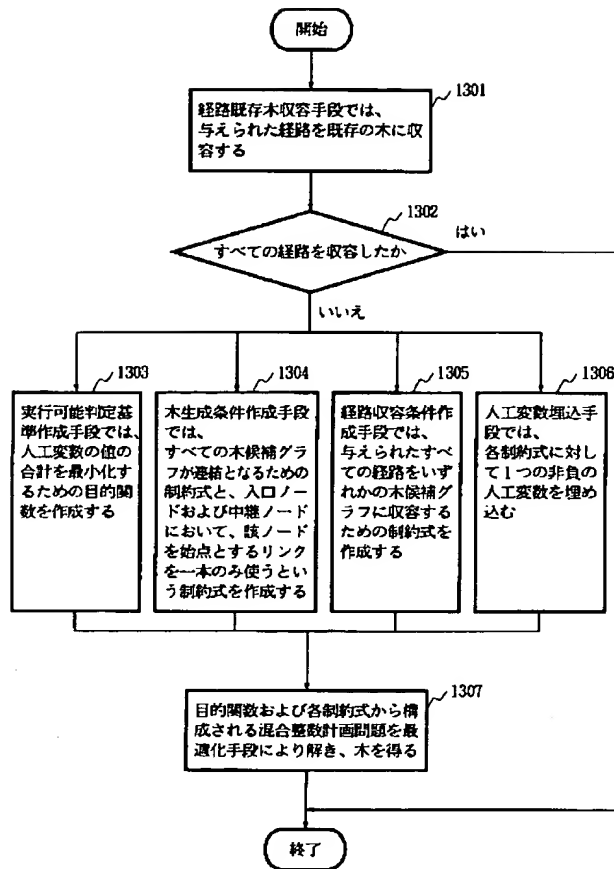 開始
1301
経路既存木収容手段では、
与えられた経路を既存の木に収
容する
1302
すべての経路を収容したか
はい
いいえ
1303
実行可能判定基
準作成手段では、
人工変数の値の
合計を最小化す
るための目的関
数を作成する
1304
木生成条件作成手段
では、
すべての木候補グラ
フが連結となるための
制約式と、入口ノード
および中継ノード
において、該ノード
を始点とするリンク
を一本のみ使うとい
う制約式を作成する
1305
経路収容条件作
成手段では、
与えられたすべ
ての経路をいず
れかの木候補グ
ラフに収容する
ための制約式を
作成する
1306
人工変数埋込手
段では、
各制約式に対し
て1つの非負の
人工変数を埋め
込む
1307
目的関数および各制約式から構
成される混合整数計画問題を最
適化手段により解き、木を得る
終了